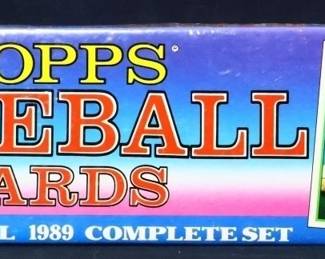 OPPS®
EBALL
ARDS
L 1989 COMPLETE SET